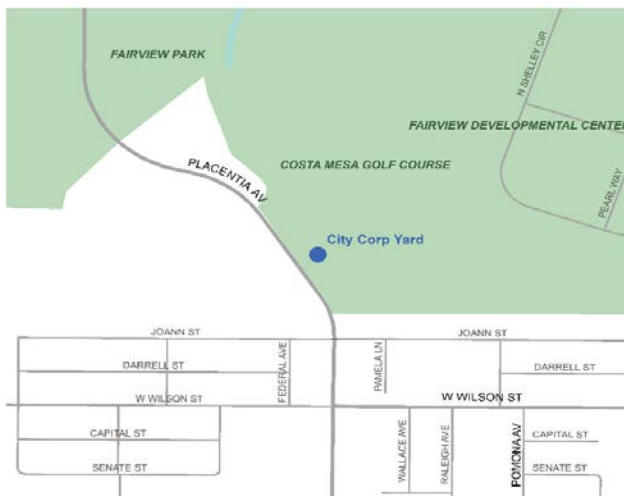 FAIRVIEW PARK
N SHELLEY CIR
FAIRVIEW DEVELOPMENTAL CENTER
PLACENTIA AV
COSTA MESA GOLF COURSE
PEARL WAY
City Corp Yard
JOANN ST
JOANN ST
DARRELL ST
FEDERAL AVE
PAMELA LN
DARRELL ST
W WILSON ST
W WILSON ST
CAPITAL ST
WALLACE AVE
RALEIGH AVE
POMONA AV
CAPITAL ST
SENATE ST
SENATE ST